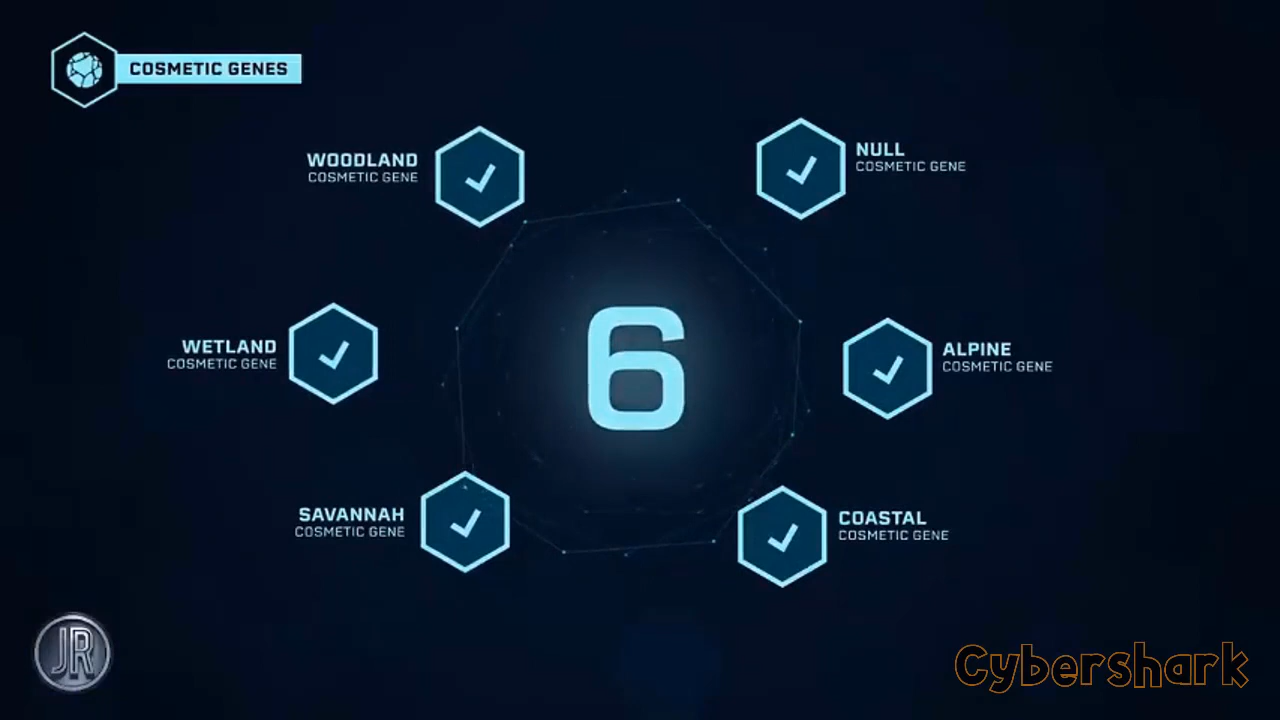 COSMETIC GENES
WOODLAND
COSMETIC GENE
NULL
COSMETIC GENE
WETLAND
COSMETIC GENE
6
ALPINE
COSMETIC GENE
SAVANNAH
COSMETIC GENE
COASTAL
COSMETIC GENE
JR
Cybershark